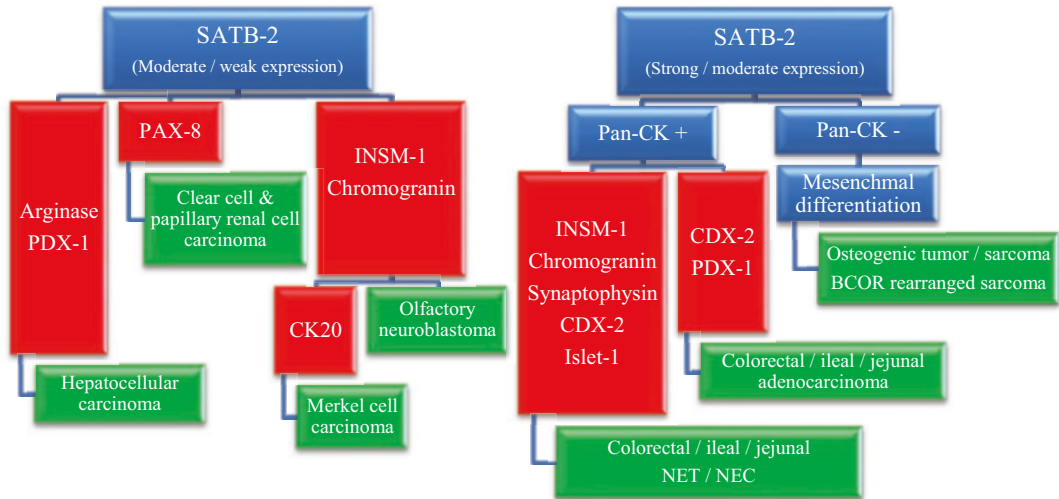 SATB-2
(Moderate / weak expression)
Arginase
PDX-1
Hepatocellular
carcinoma
PAX-8
Clear cell &
papillary renal cell
carcinoma
INSM-1
Chromogranin
CK20
Merkel cell
carcinoma
Olfactory
neuroblastoma
SATB-2
(Strong / moderate expression)
Pan-CK +
INSM-1
Chromogranin
Synaptophysin
CDX-2
Islet-1
Colorectal / ileal / jejunal
NET / NEC
CDX-2
PDX-1
Colorectal / ileal / jejunal
adenocarcinoma
Pan-CK -
Mesenchmal
differentiation
Osteogenic tumor / sarcoma
BCOR rearranged sarcoma